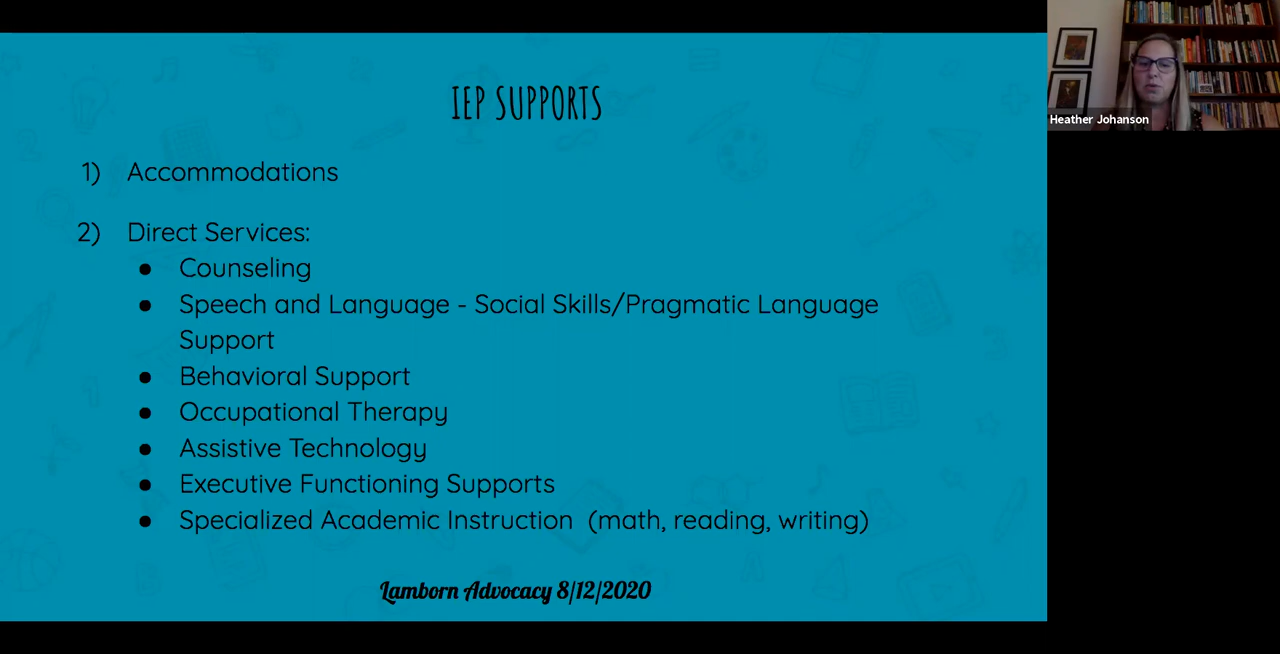 IEP SUPPORTS
1) Accommodations
2) Direct Services:
● Counseling
● Speech and Language - Social Skills/Pragmatic Language
Support
● Behavioral Support
● Occupational Therapy
● Assistive Technology
● Executive Functioning Supports
● Specialized Academic Instruction (math, reading, writing)
Lamborn Advocacy 8/12/2020
Heather Johanson